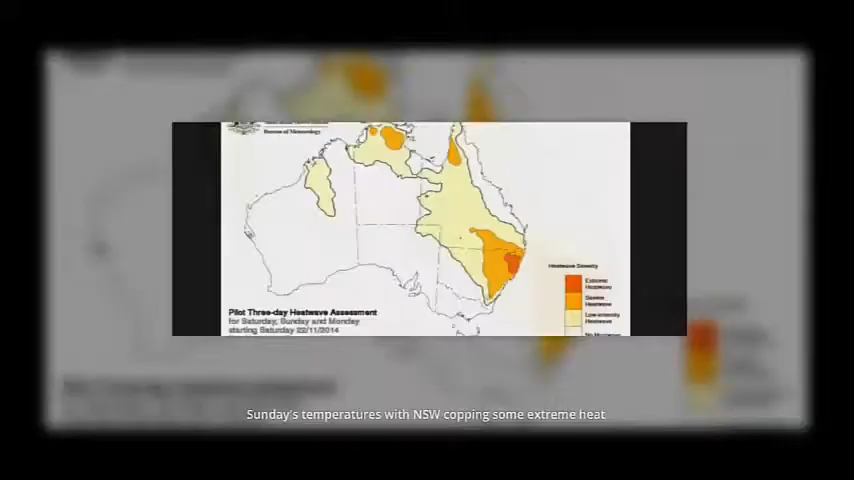 Bureau of Meteorology
Heatwave Severity
Extreme
Heatwave
Severe
Heatwave
Low-intensity
Heatwave
No Heatwave
Pilot Three-day Heatwave Assessment
for Saturday, Sunday and Monday
starting Saturday 22/11/2014
Sunday's temperatures with NSW copping some extreme heat